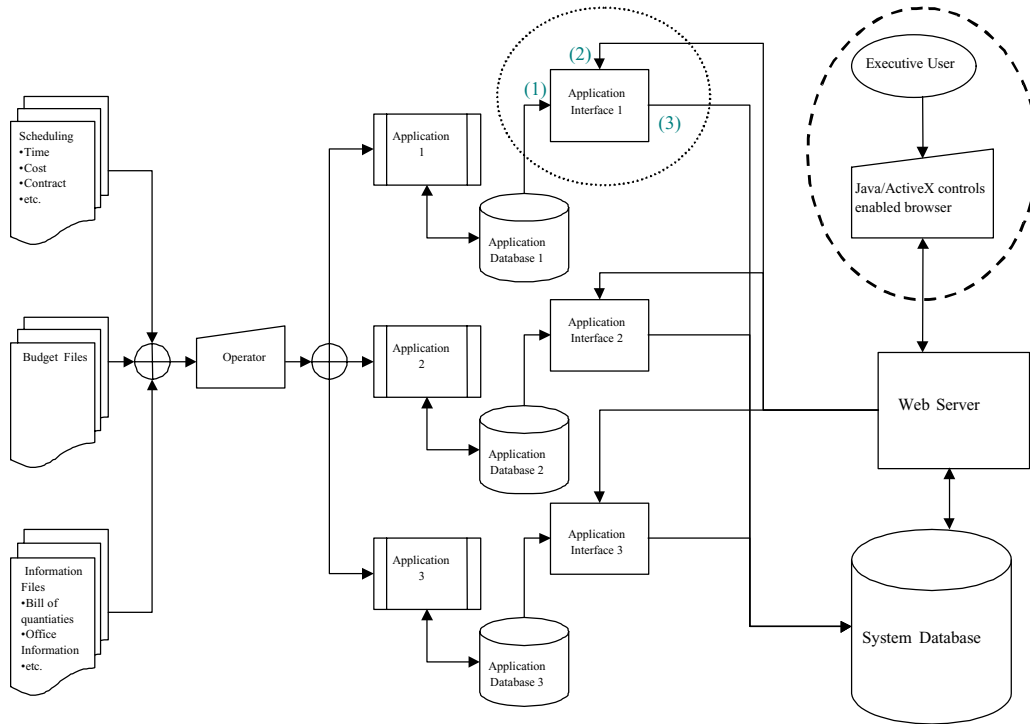 Scheduling
•Time
•Cost
•Contract
•etc.
Budget Files
Information
Files
•Bill of
quantiaties
•Office
Information
•etc.
Operator
Application
1
Application
Database 1
Application
2
Application
Database 2
Application
3
Application
Database 3
(1)
(2)
(3)
Application
Interface 1
Application
Interface 2
Application
Interface 3
Executive User
Java/ActiveX controls
enabled browser
Web Server
System Database